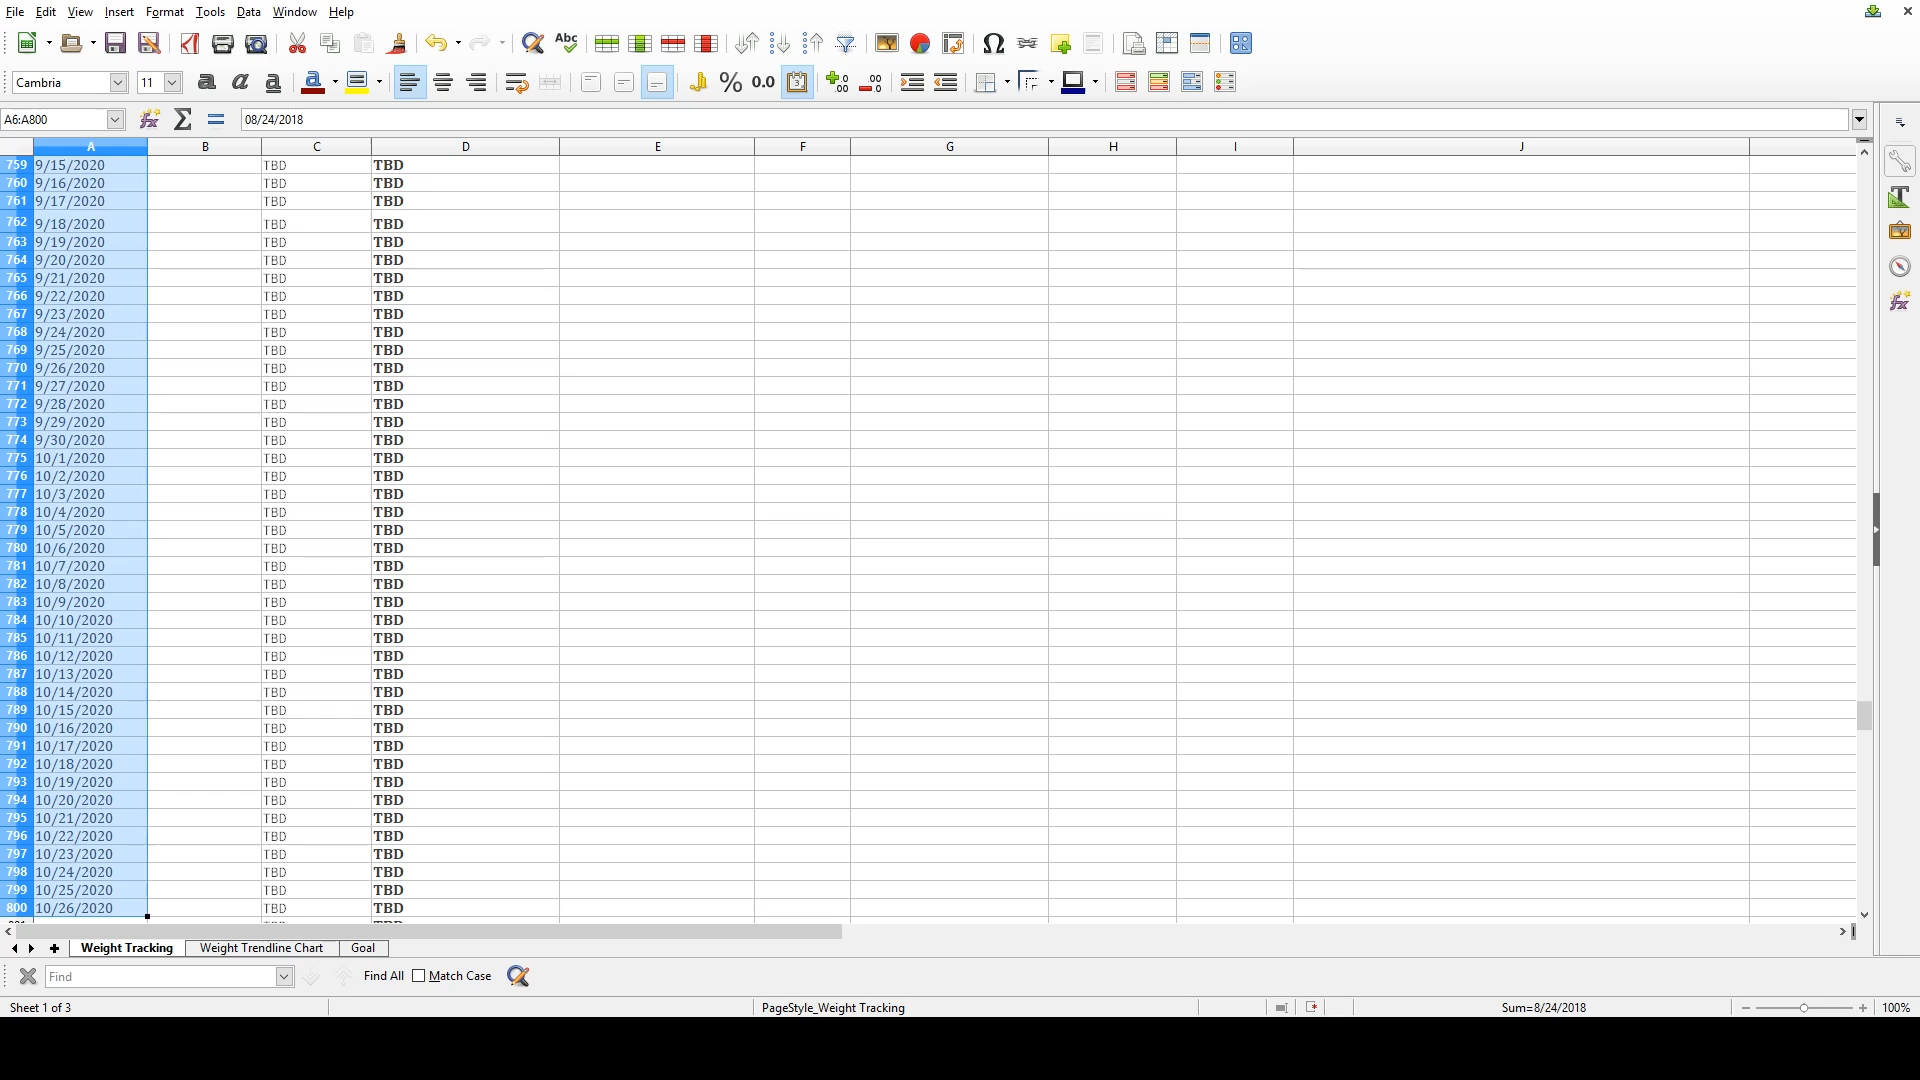 File Edit View Insert Format Tools Data Window Help
Abc
Cambria 11 a a a a % 0.0
A6:A800 fx Σ = 08/24/2018
A B C D E F G H I J
759 9/15/2020 TBD TBD
760 9/16/2020 TBD TBD
761 9/17/2020 TBD TBD
762 9/18/2020 TBD TBD
763 9/19/2020 TBD TBD
764 9/20/2020 TBD TBD
765 9/21/2020 TBD TBD
766 9/22/2020 TBD TBD
767 9/23/2020 TBD TBD
768 9/24/2020 TBD TBD
769 9/25/2020 TBD TBD
770 9/26/2020 TBD TBD
771 9/27/2020 TBD TBD
772 9/28/2020 TBD TBD
773 9/29/2020 TBD TBD
774 9/30/2020 TBD TBD
775 10/1/2020 TBD TBD
776 10/2/2020 TBD TBD
777 10/3/2020 TBD TBD
778 10/4/2020 TBD TBD
779 10/5/2020 TBD TBD
780 10/6/2020 TBD TBD
781 10/7/2020 TBD TBD
782 10/8/2020 TBD TBD
783 10/9/2020 TBD TBD
784 10/10/2020 TBD TBD
785 10/11/2020 TBD TBD
786 10/12/2020 TBD TBD
787 10/13/2020 TBD TBD
788 10/14/2020 TBD TBD
789 10/15/2020 TBD TBD
790 10/16/2020 TBD TBD
791 10/17/2020 TBD TBD
792 10/18/2020 TBD TBD
793 10/19/2020 TBD TBD
794 10/20/2020 TBD TBD
795 10/21/2020 TBD TBD
796 10/22/2020 TBD TBD
797 10/23/2020 TBD TBD
798 10/24/2020 TBD TBD
799 10/25/2020 TBD TBD
800 10/26/2020 TBD TBD
Weight Tracking Weight Trendline Chart Goal
Find Find All Match Case
Sheet 1 of 3 PageStyle_Weight Tracking Sum=8/24/2018 100%